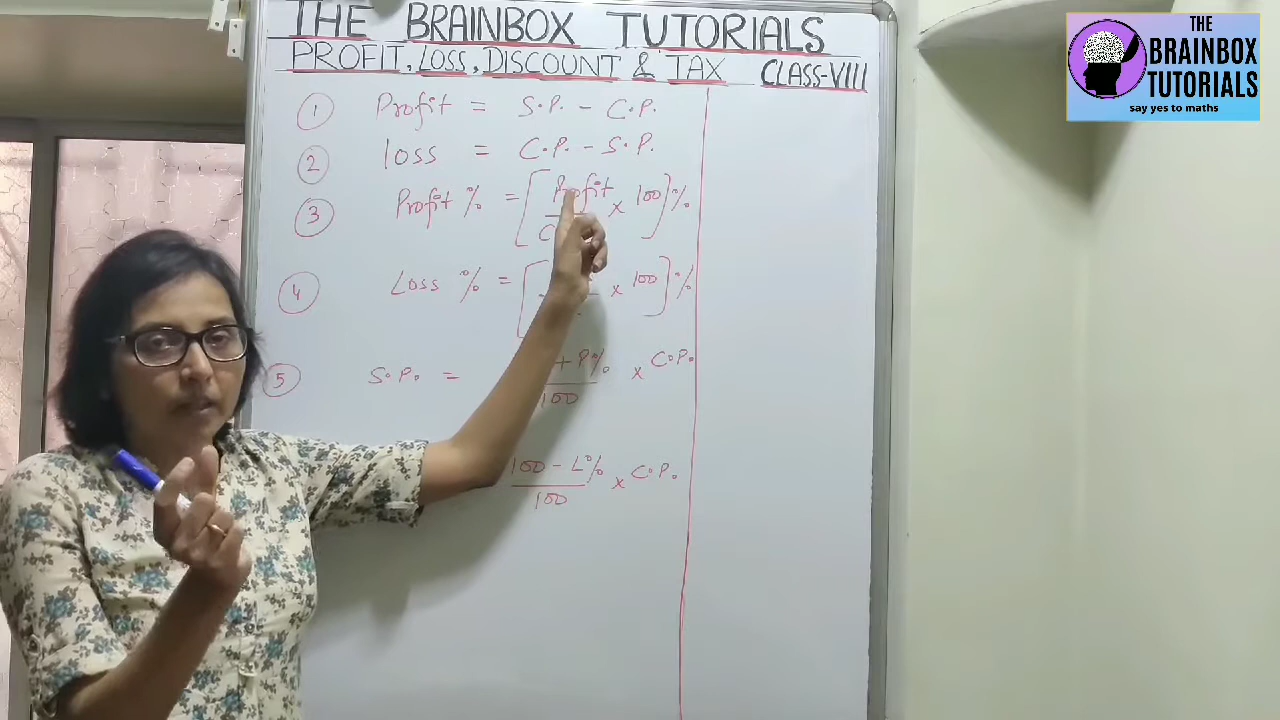 THE BRAINBOX TUTORIALS
PROFIT, LOSS, DISCOUNT & TAX CLASS-VIII
① Profit = S.P. - C.P.
② loss = C.P. - S.P.
③ Profit % = [Profit × 100]%
C
④ Loss % = [ × 100]%
⑤ S.P. = + P% × C.P.
100
100 - L% × C.P.
100
THE
BRAINBOX
TUTORIALS
say yes to maths